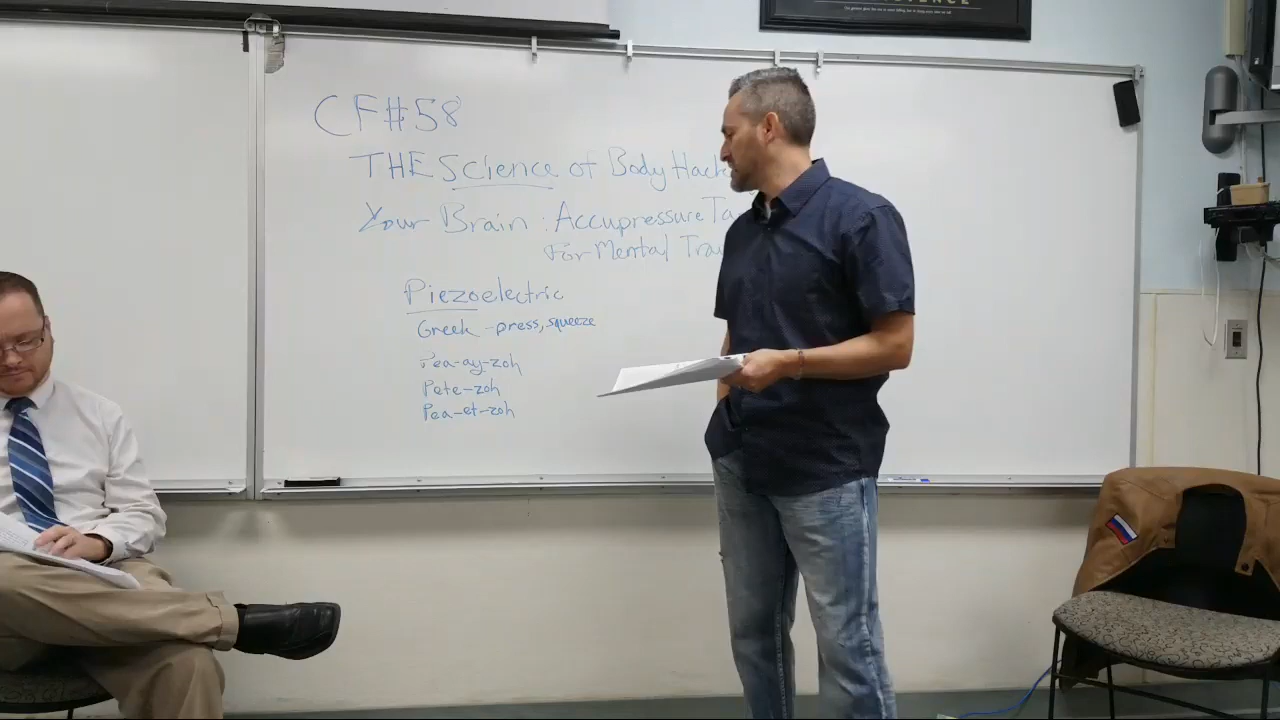 CF#58
THE Science of Body Hack
Your Brain: Accupressure Ta
For Mental Trau
Piezoelectric
Greek - press, squeeze
Pea-ay-zoh
Pete-zoh
Pea-et-zoh